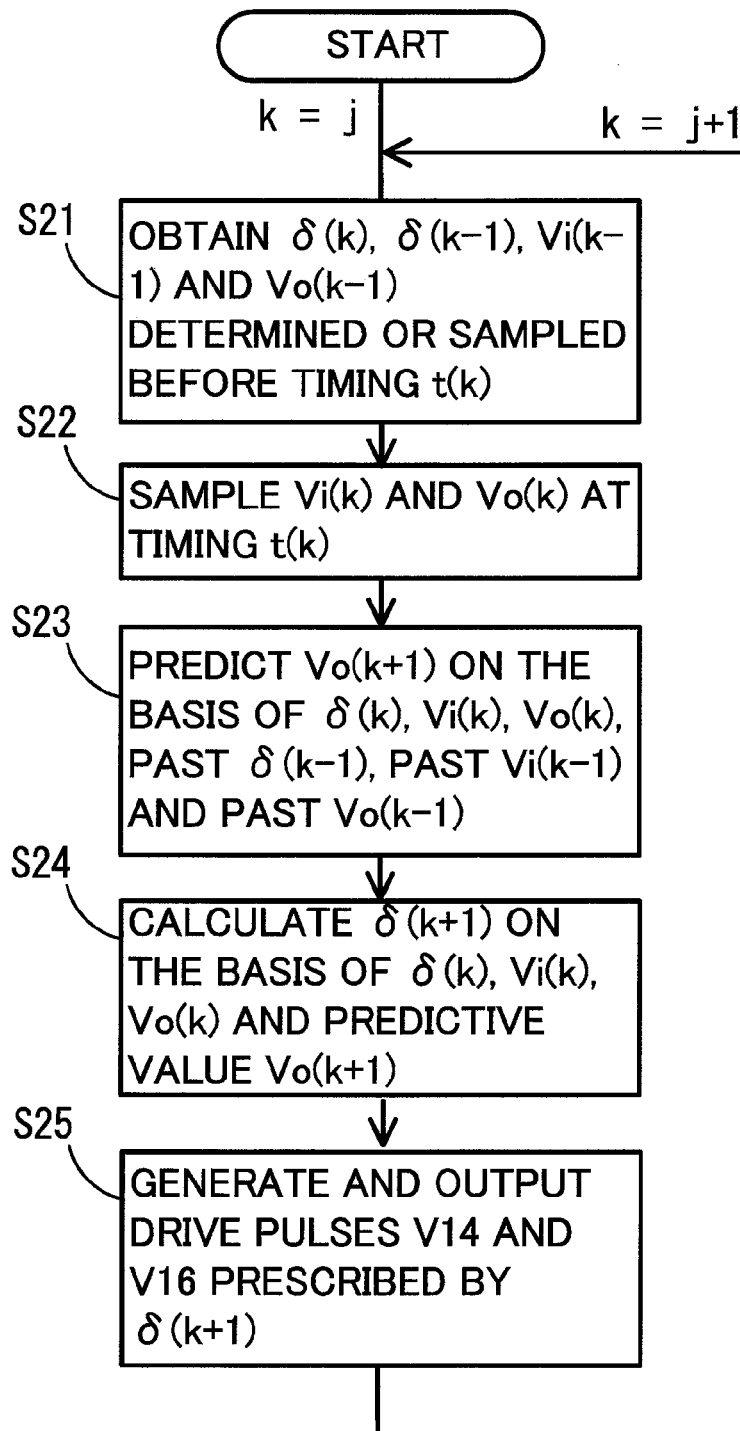 START
k = j
k = j+1
S21
OBTAIN δ(k), δ(k-1), Vi(k-
1) AND Vo(k-1)
DETERMINED OR SAMPLED
BEFORE TIMING t(k)
S22
SAMPLE Vi(k) AND Vo(k) AT
TIMING t(k)
S23
PREDICT Vo(k+1) ON THE
BASIS OF δ(k), Vi(k), Vo(k),
PAST δ(k-1), PAST Vi(k-1)
AND PAST Vo(k-1)
S24
CALCULATE δ(k+1) ON
THE BASIS OF δ(k), Vi(k),
Vo(k) AND PREDICTIVE
VALUE Vo(k+1)
S25
GENERATE AND OUTPUT
DRIVE PULSES V14 AND
V16 PRESCRIBED BY
δ(k+1)